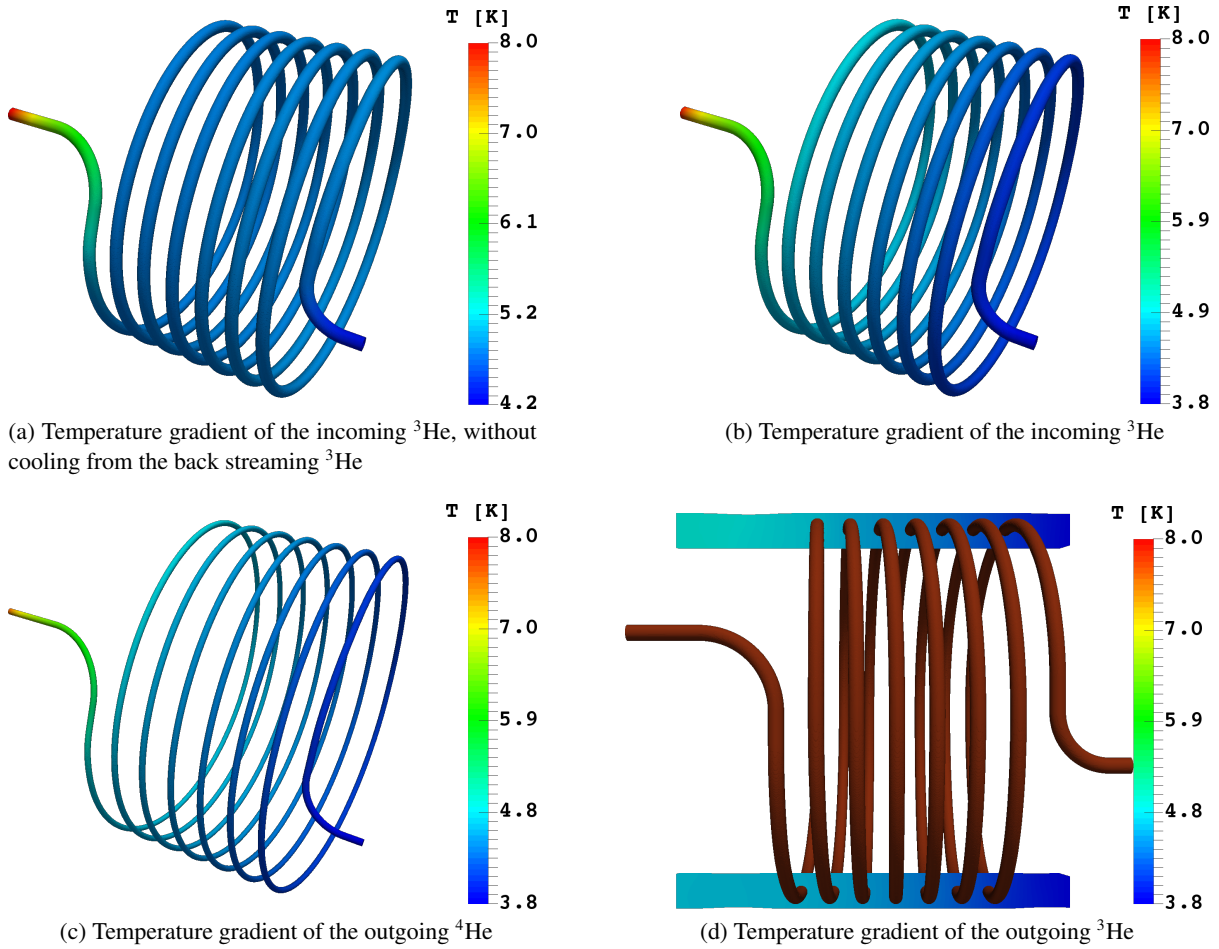 T [K]
8.0
7.0
6.1
5.2
4.2
(a) Temperature gradient of the incoming ³He, without
cooling from the back streaming ³He
T [K]
8.0
7.0
5.9
4.9
3.8
(b) Temperature gradient of the incoming ³He
T [K]
8.0
7.0
5.9
4.8
3.8
(c) Temperature gradient of the outgoing ⁴He
T [K]
8.0
7.0
5.9
4.8
3.8
(d) Temperature gradient of the outgoing ³He